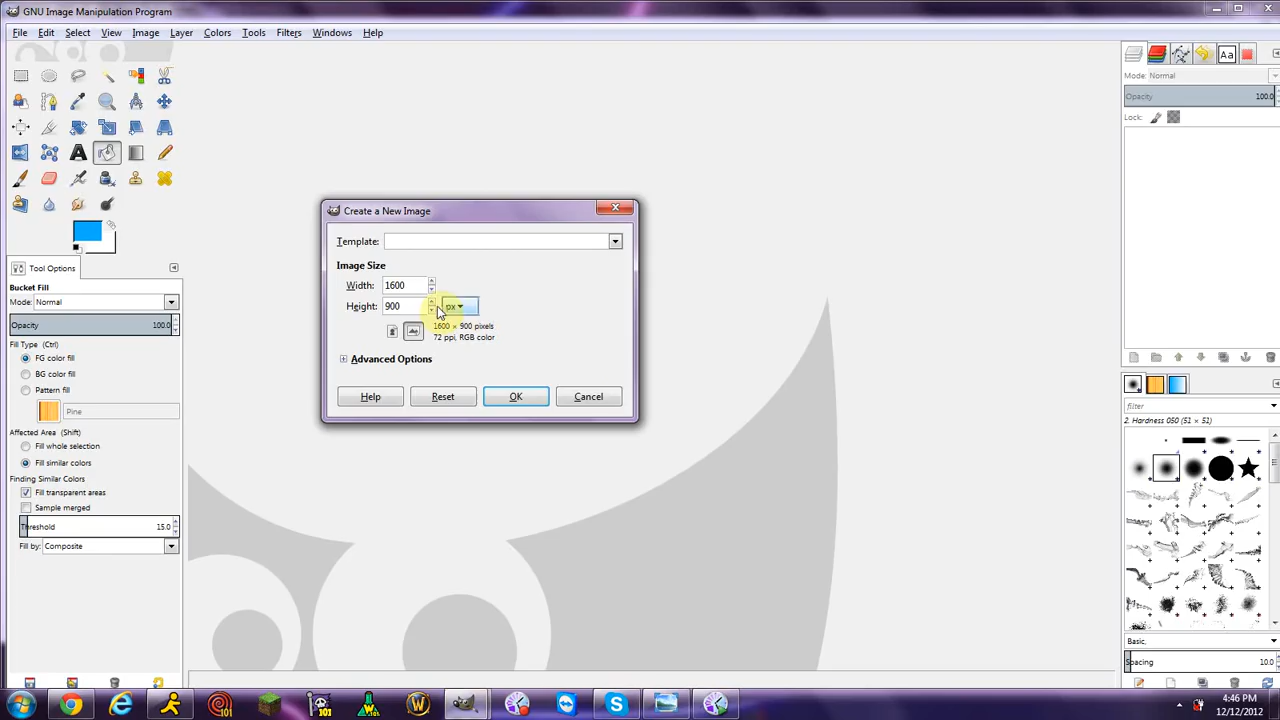 GNU Image Manipulation Program
File Edit Select View Image Layer Colors Tools Filters Windows Help
Mode: Normal
Opacity 100.0
Lock:
Tool Options
Bucket Fill
Mode: Normal
Opacity 100.0
Fill Type (Ctrl)
FG color fill
BG color fill
Pattern fill
Pine
Affected Area (Shift)
Fill whole selection
Fill similar colors
Finding Similar Colors
Fill transparent areas
Sample merged
Threshold 15.0
Fill by: Composite
Create a New Image
Template:
Image Size
Width: 1600
Height: 900 px
1600 × 900 pixels
72 ppi, RGB color
Advanced Options
Help Reset OK Cancel
filter
2. Hardness 050 (51 × 51)
Basic,
Spacing 10.0
4:46 PM
12/12/2012